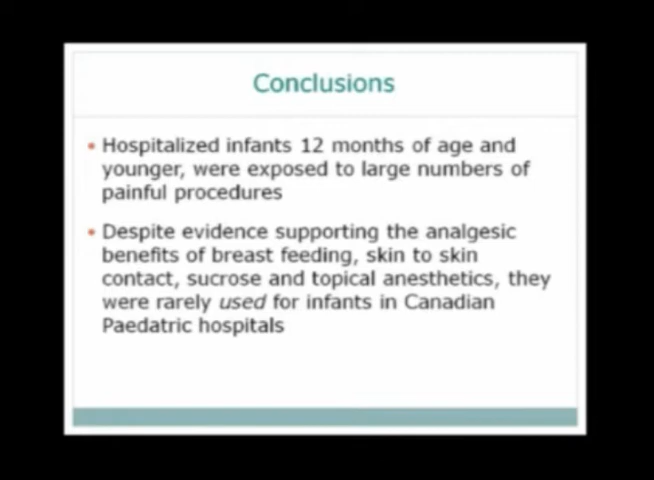 Conclusions
• Hospitalized infants 12 months of age and
younger, were exposed to large numbers of
painful procedures
• Despite evidence supporting the analgesic
benefits of breast feeding, skin to skin
contact, sucrose and topical anesthetics, they
were rarely used for infants in Canadian
Paedatric hospitals